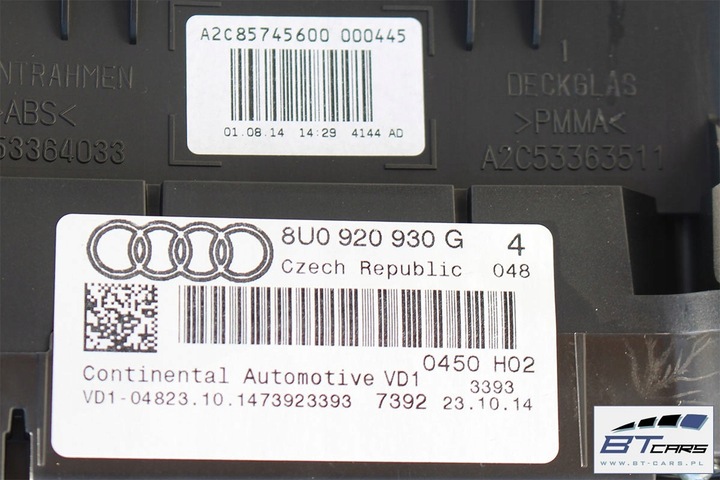 A2C85745600 000445
01.08.14 14:29 4144 AD
NTRAHMEN
>ABS<
53364033
1
DECKGLAS
>PMMA<
A2C53363511
8U0 920 930 G 4
Czech Republic 048
0450 H02
Continental Automotive VD1 3393
VD1-04823.10.1473923393 7392 23.10.14
BT CARS
WWW.BT-CARS.PL